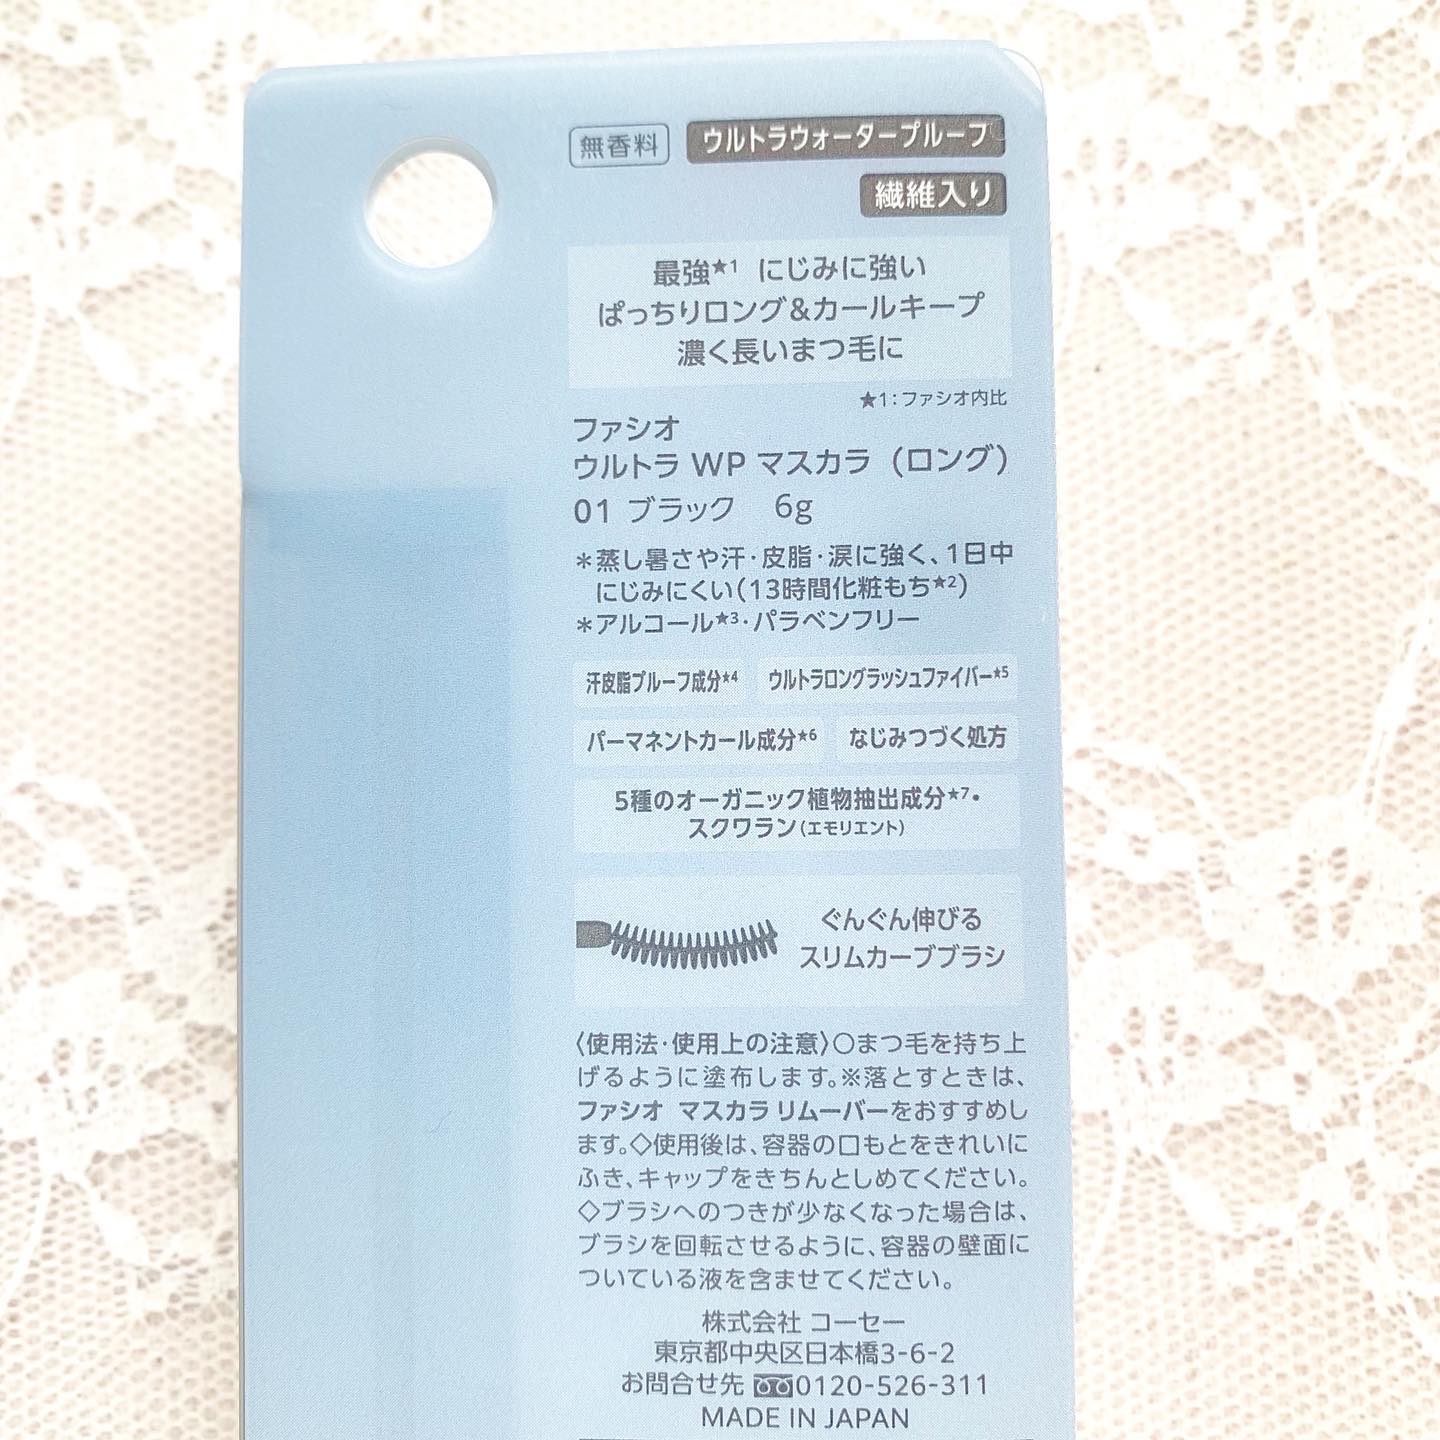 無香料 ウルトラウォータープルーフ
繊維入り
最強★1 にじみに強い
ぱっちりロング&カールキープ
濃く長いまつ毛に
★1:ファシオ内比
ファシオ
ウルトラ WP マスカラ (ロング)
01 ブラック 6g
*蒸し暑さや汗・皮脂・涙に強く、1日中
にじみにくい(13時間化粧もち★2)
*アルコール★3・パラベンフリー
汗皮脂プルーフ成分★4 ウルトラロングラッシュファイバー★5
パーマネントカール成分★6 なじみつづく処方
5種のオーガニック植物抽出成分★7・
スクワラン(エモリエント)
ぐんぐん伸びる
スリムカーブブラシ
〈使用法・使用上の注意〉○まつ毛を持ち上
げるように塗布します。※落とすときは、
ファシオ マスカラ リムーバーをおすすめし
ます。◇使用後は、容器の口もとをきれいに
ふき、キャップをきちんとしめてください。
◇ブラシへのつきが少なくなった場合は、
ブラシを回転させるように、容器の壁面に
ついている液を含ませてください。
株式会社 コーセー
東京都中央区日本橋3-6-2
お問合せ先 0120-526-311
MADE IN JAPAN